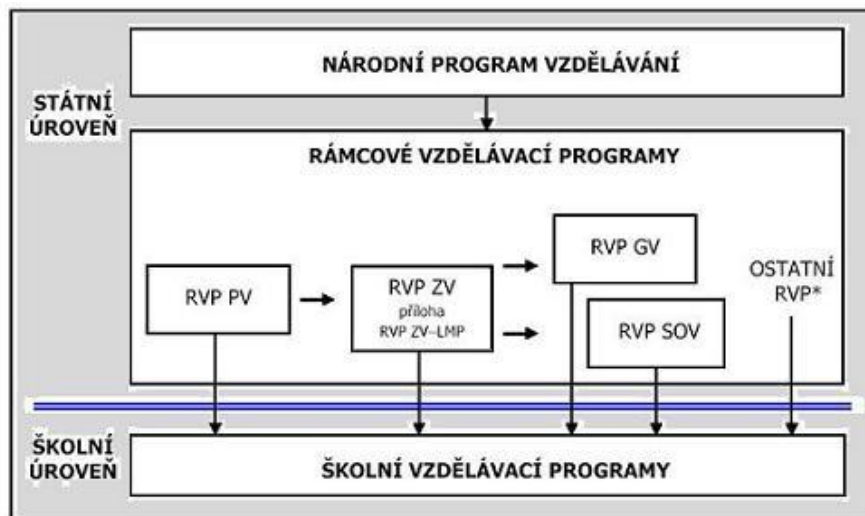 NÁRODNÍ PROGRAM VZDĚLÁVÁNÍ
STÁTNÍ
ÚROVEŇ
RÁMCOVÉ VZDĚLÁVACÍ PROGRAMY
RVP PV
RVP ZV
příloha
RVP ZV–LMP
RVP GV
RVP SOV
OSTATNÍ
RVP*
ŠKOLNÍ
ÚROVEŇ
ŠKOLNÍ VZDĚLÁVACÍ PROGRAMY